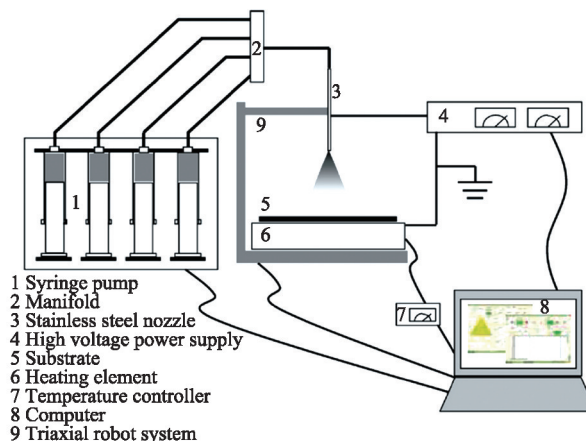 2
3
9
4
1
5
6
7
8
1 Syringe pump
2 Manifold
3 Stainless steel nozzle
4 High voltage power supply
5 Substrate
6 Heating element
7 Temperature controller
8 Computer
9 Triaxial robot system